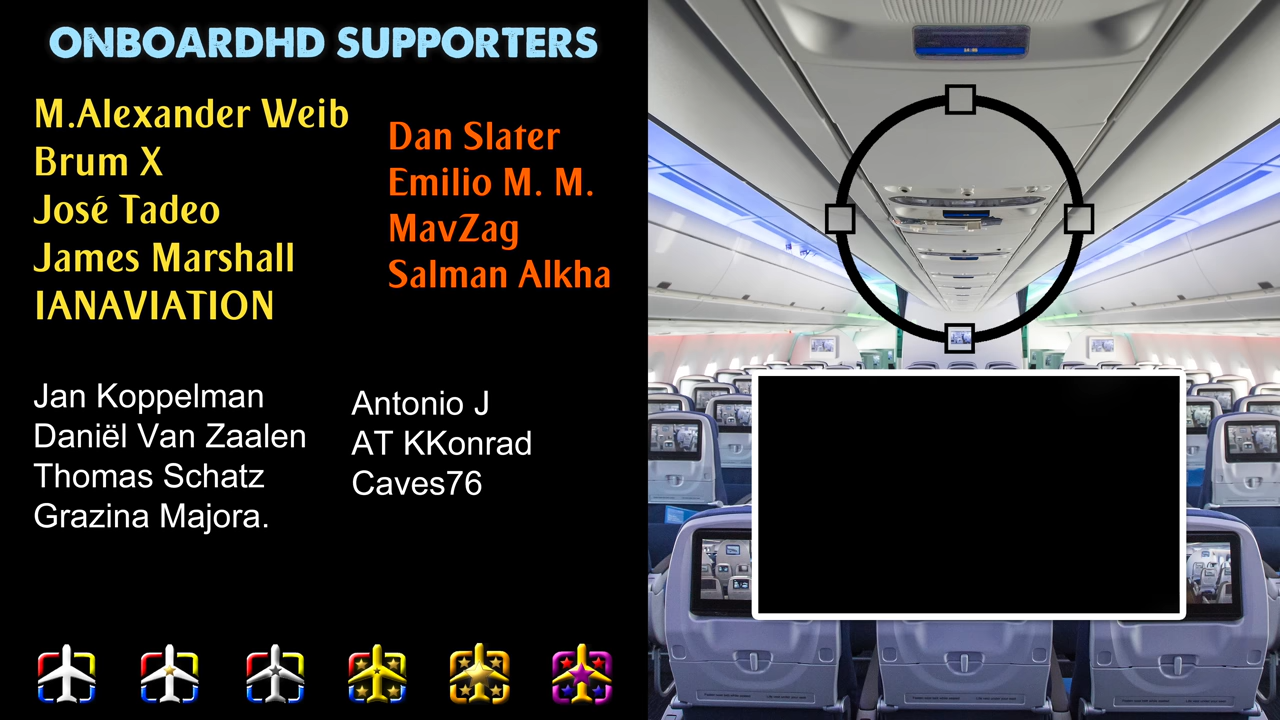 ONBOARDHD SUPPORTERS
M.Alexander Weib
Brum X
José Tadeo
James Marshall
IANAVIATION
Dan Slater
Emilio M. M.
MavZag
Salman Alkha
Jan Koppelman
Daniël Van Zaalen
Thomas Schatz
Grazina Majora.
Antonio J
AT KKonrad
Caves76